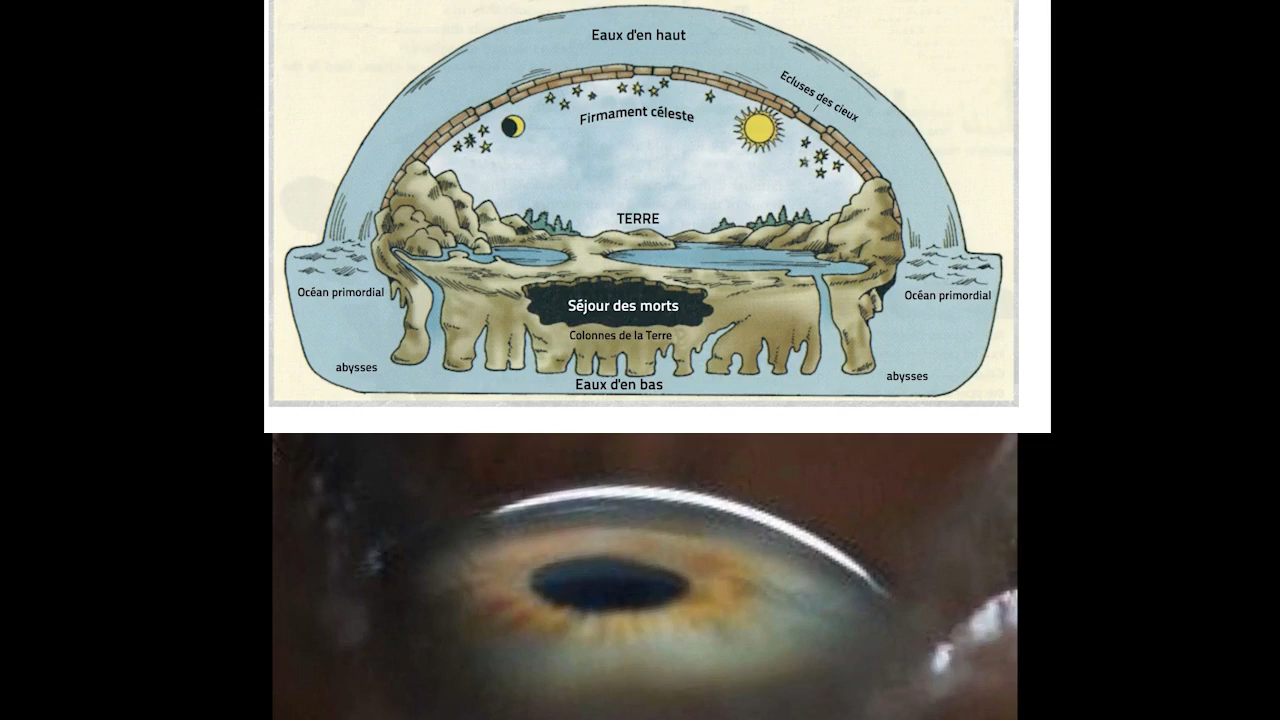 Eaux d'en haut
Ecluses des cieux
Firmament céleste
TERRE
Océan primordial
Séjour des morts
Océan primordial
Colonnes de la Terre
abysses
Eaux d'en bas
abysses